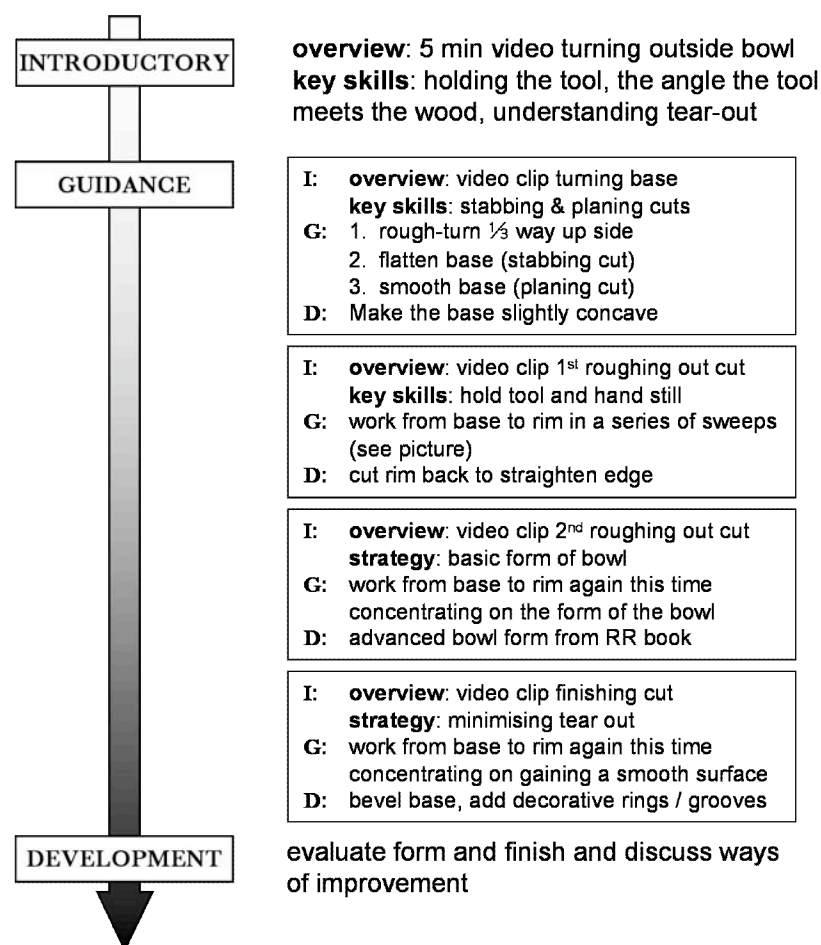 INTRODUCTORY
overview: 5 min video turning outside bowl
key skills: holding the tool, the angle the tool
meets the wood, understanding tear-out
GUIDANCE
I: overview: video clip turning base
key skills: stabbing & planing cuts
G: 1. rough-turn ⅓ way up side
2. flatten base (stabbing cut)
3. smooth base (planing cut)
D: Make the base slightly concave
I: overview: video clip 1st roughing out cut
key skills: hold tool and hand still
G: work from base to rim in a series of sweeps
(see picture)
D: cut rim back to straighten edge
I: overview: video clip 2nd roughing out cut
strategy: basic form of bowl
G: work from base to rim again this time
concentrating on the form of the bowl
D: advanced bowl form from RR book
I: overview: video clip finishing cut
strategy: minimising tear out
G: work from base to rim again this time
concentrating on gaining a smooth surface
D: bevel base, add decorative rings / grooves
DEVELOPMENT
evaluate form and finish and discuss ways
of improvement